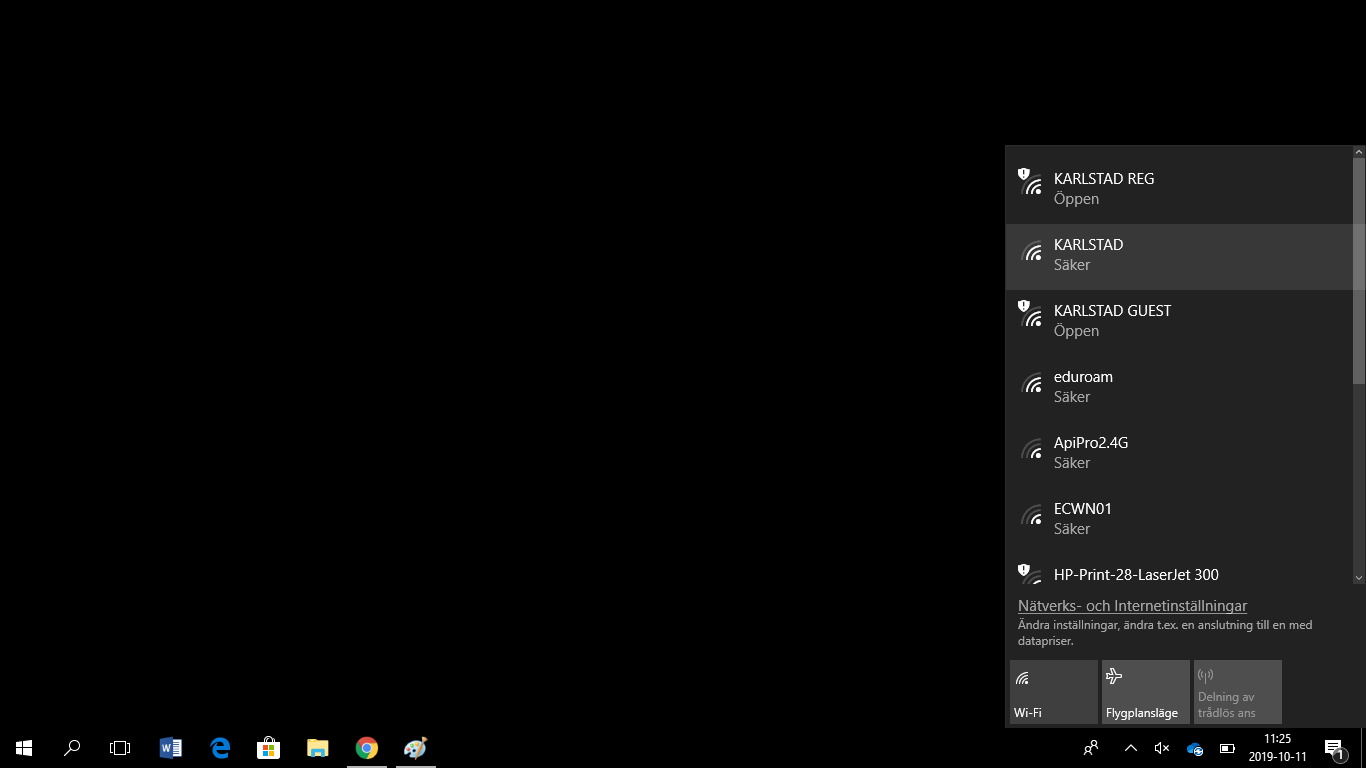 KARLSTAD REG
Öppen
KARLSTAD
Säker
KARLSTAD GUEST
Öppen
eduroam
Säker
ApiPro2.4G
Säker
ECWN01
Säker
HP-Print-28-LaserJet 300
Nätverks- och Internetinställningar
Ändra inställningar, ändra t.ex. en anslutning till en med
datapriser.
Wi-Fi
Flygplansläge
Delning av
trådlös ans
11:25
2019-10-11
1